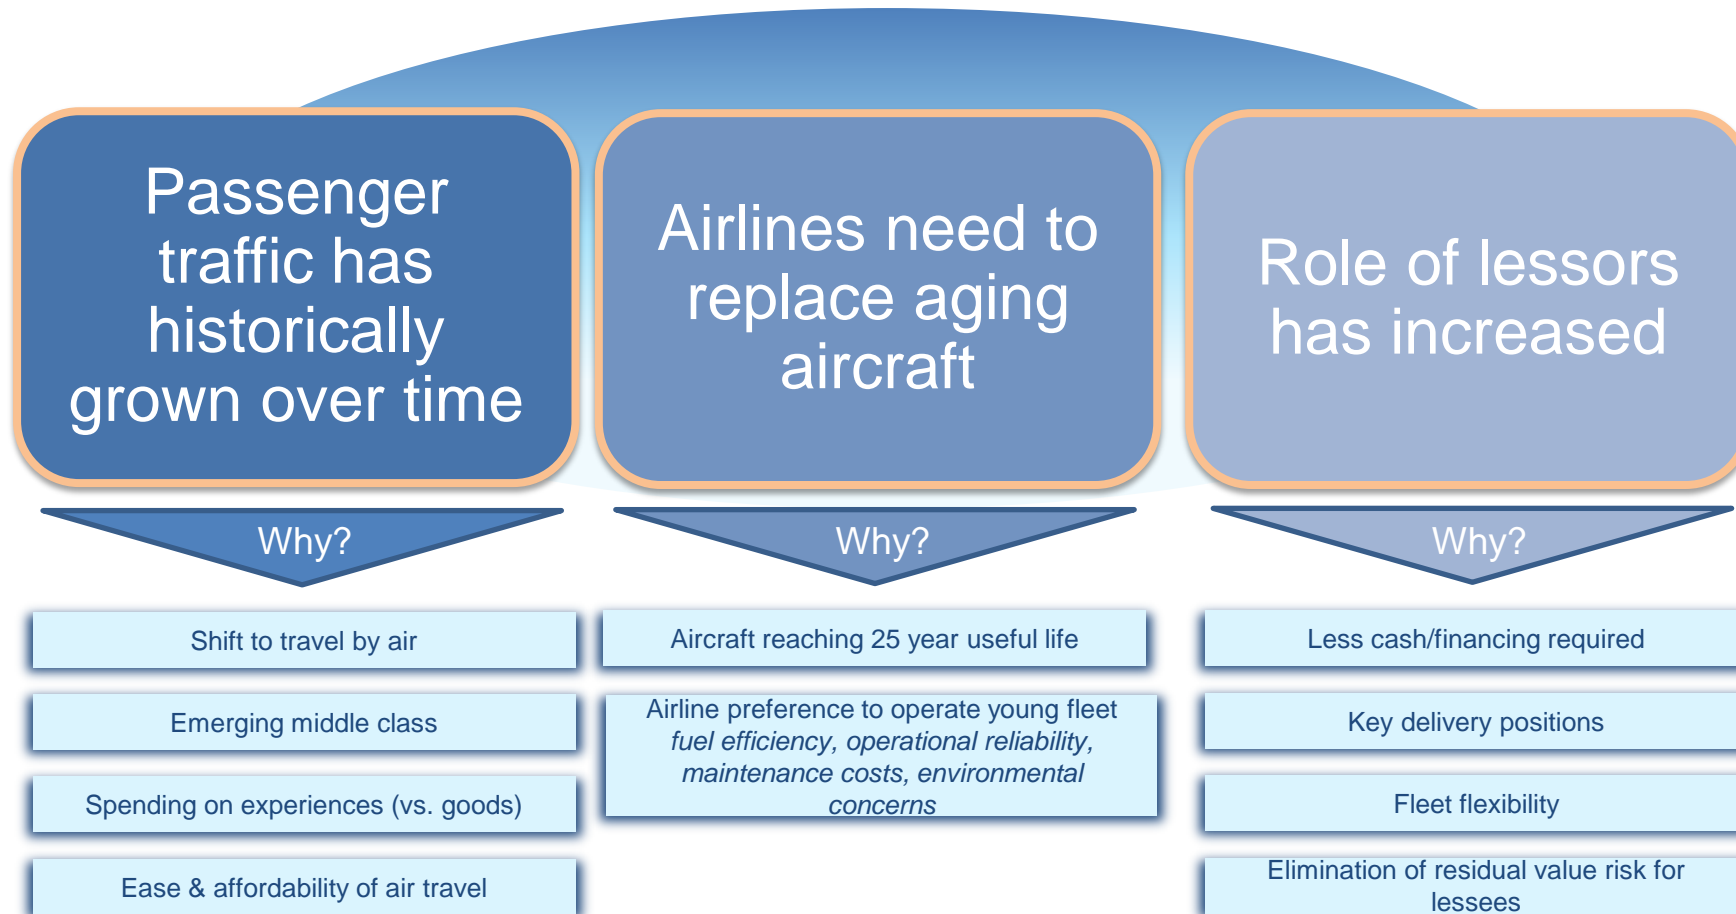 Passenger
traffic has
historically
grown over time
Why?
Shift to travel by air
Emerging middle class
Spending on experiences (vs. goods)
Ease & affordability of air travel
Airlines need to
replace aging
aircraft
Why?
Aircraft reaching 25 year useful life
Airline preference to operate young fleet
fuel efficiency, operational reliability,
maintenance costs, environmental
concerns
Role of lessors
has increased
Why?
Less cash/financing required
Key delivery positions
Fleet flexibility
Elimination of residual value risk for
lessees